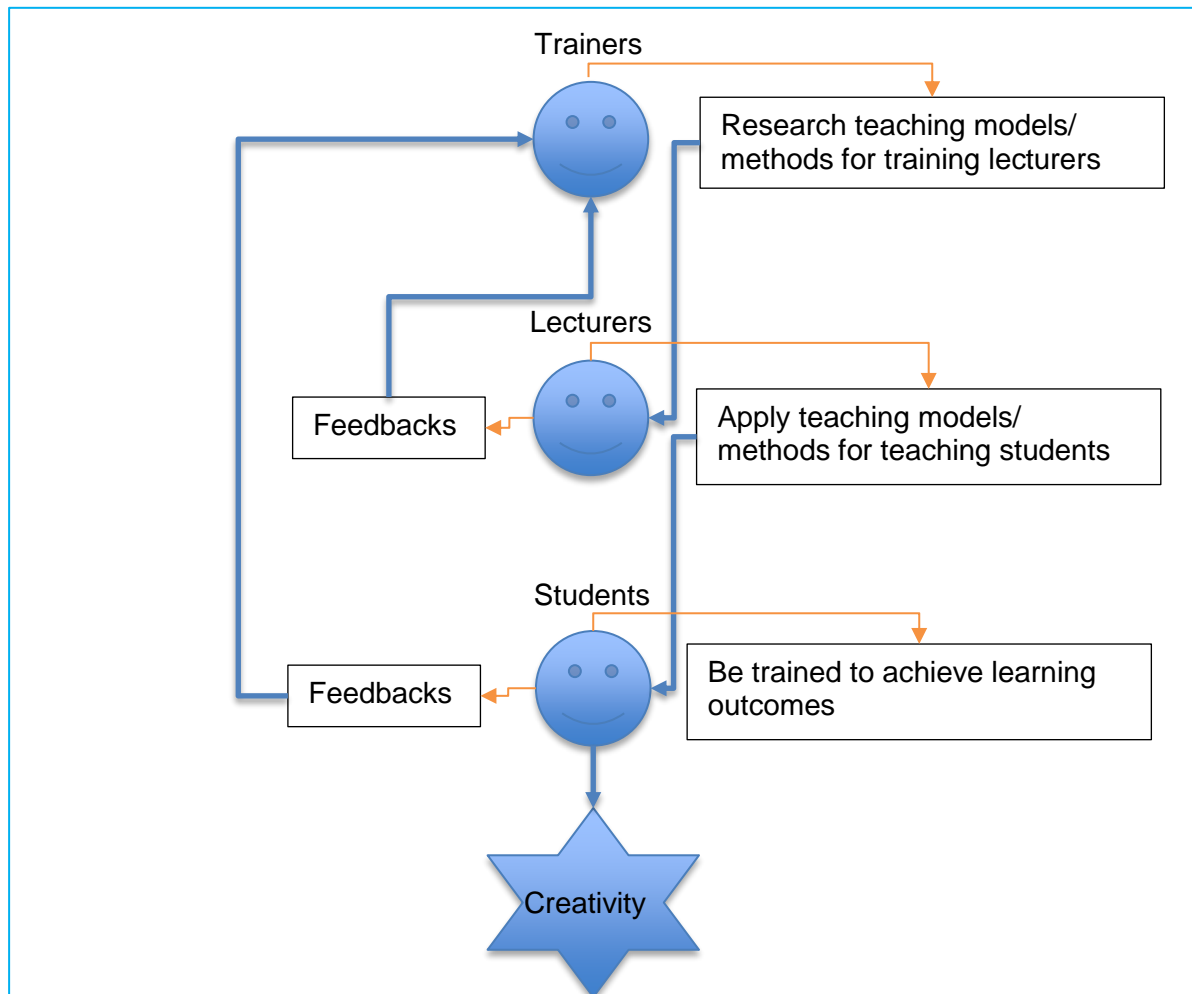 Trainers
Research teaching models/
methods for training lecturers
Lecturers
Feedbacks
Apply teaching models/
methods for teaching students
Students
Feedbacks
Be trained to achieve learning
outcomes
Creativity